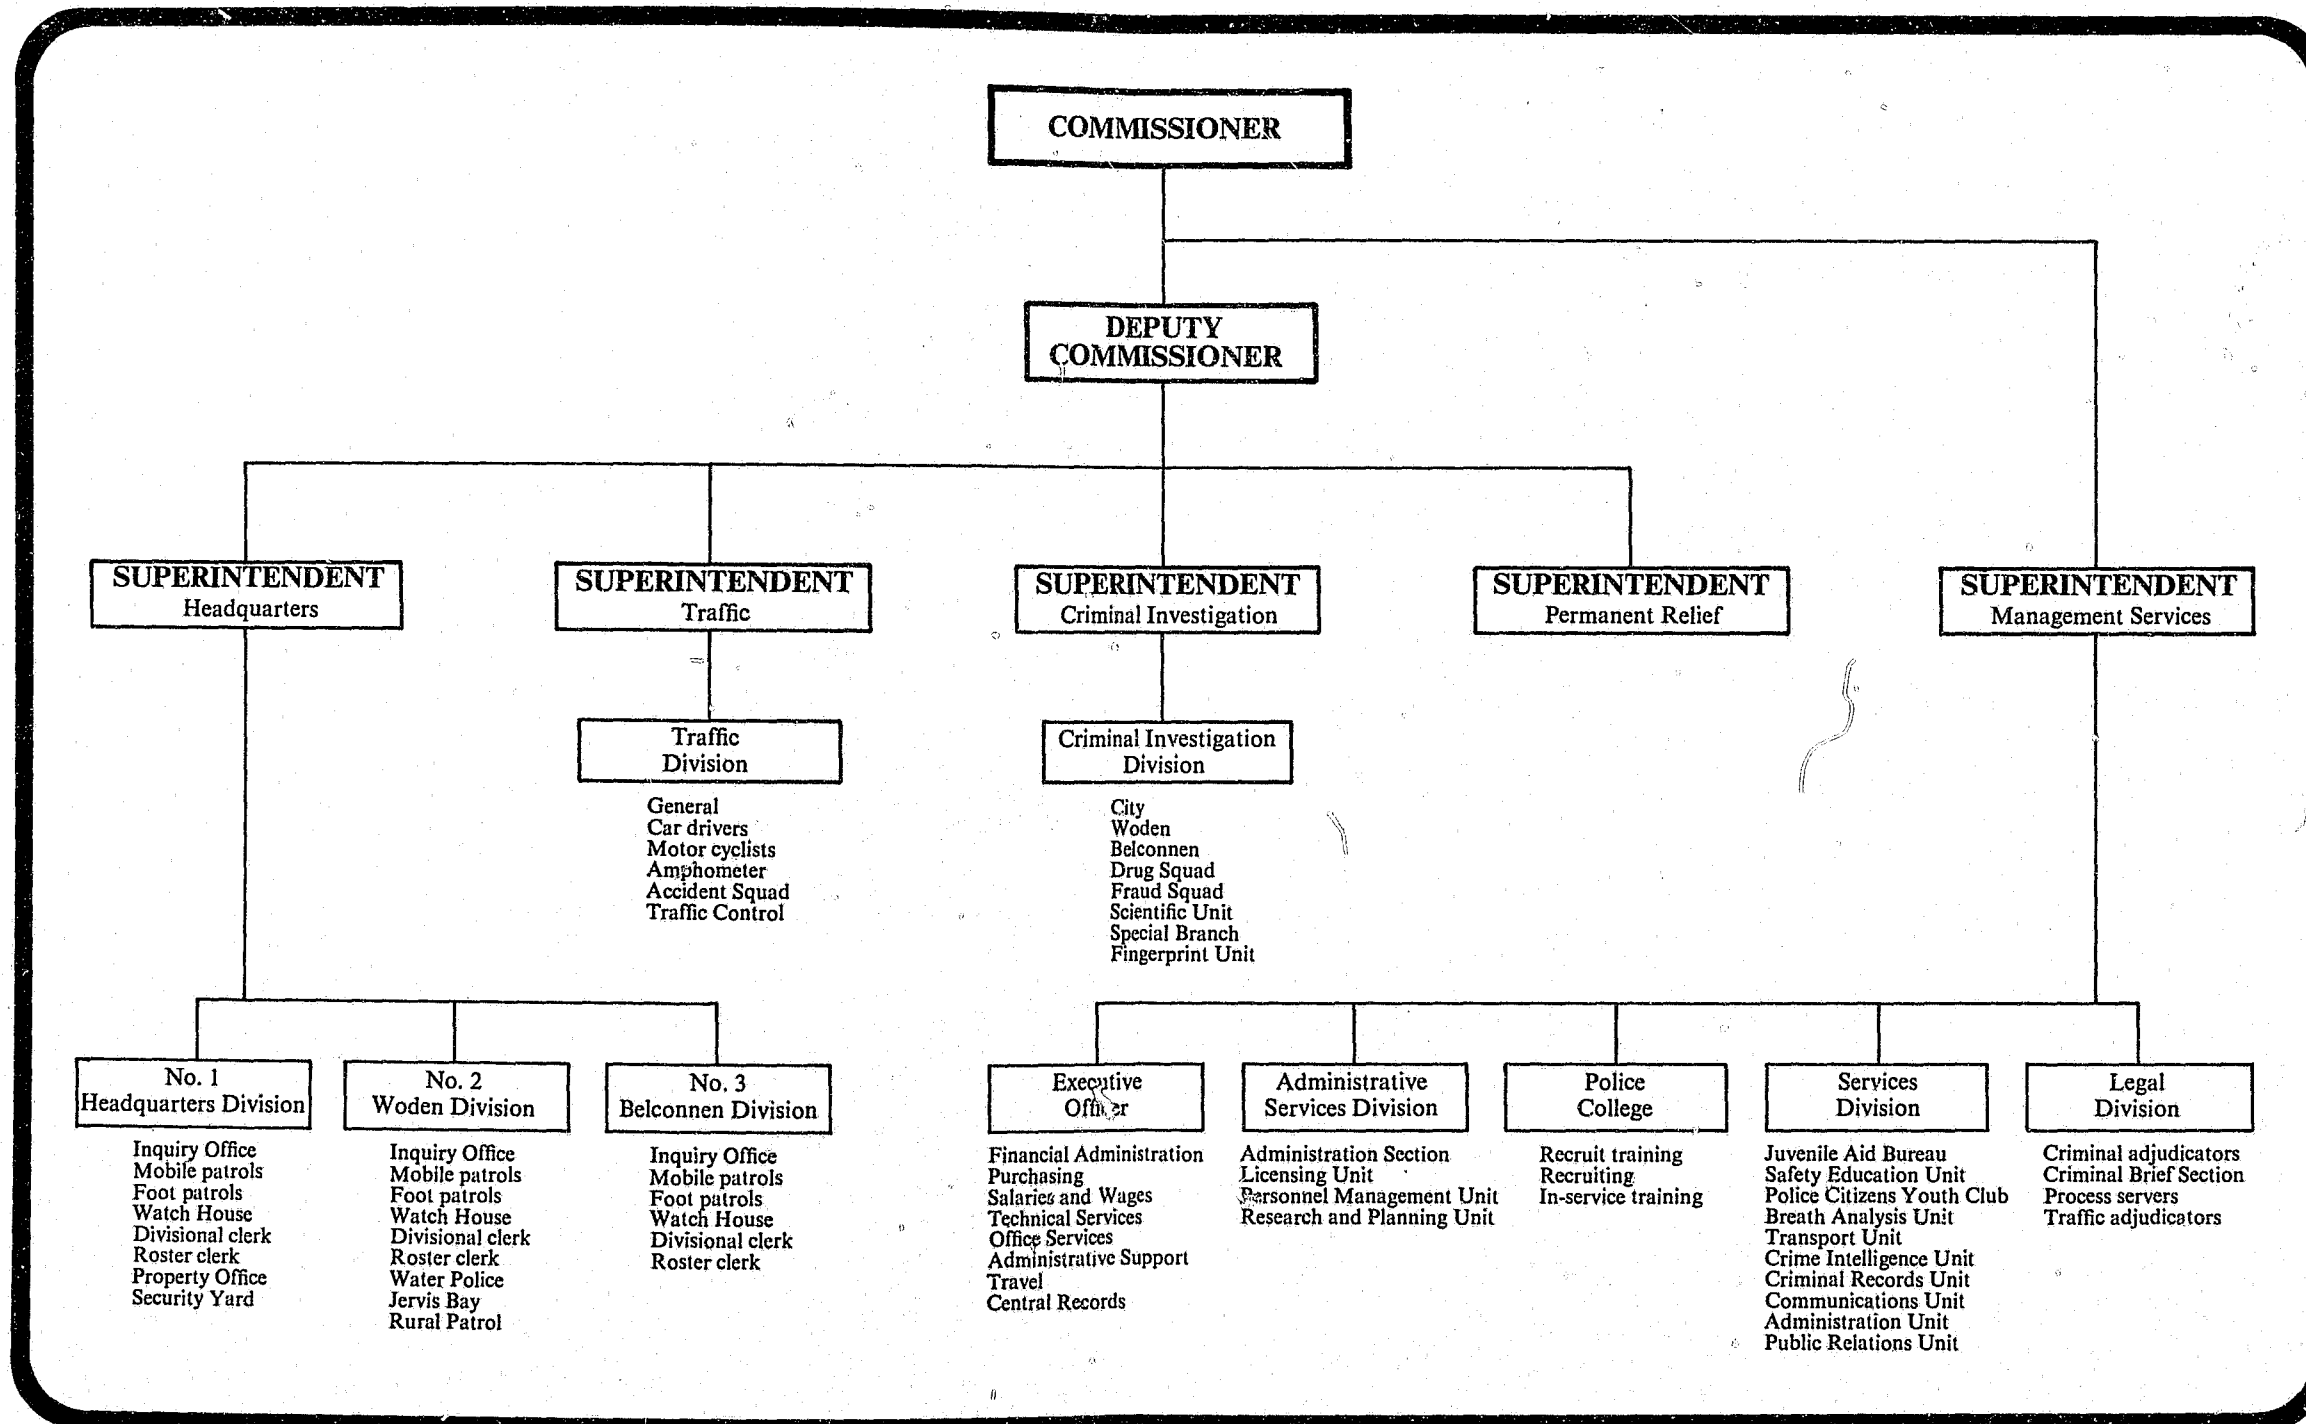 COMMISSIONER
DEPUTY
COMMISSIONER
SUPERINTENDENT
Headquarters
SUPERINTENDENT
Traffic
SUPERINTENDENT
Criminal Investigation
SUPERINTENDENT
Permanent Relief
SUPERINTENDENT
Management Services
Traffic
Division
General
Car drivers
Motor cyclists
Amphometer
Accident Squad
Traffic Control
Criminal Investigation
Division
City
Woden
Belconnen
Drug Squad
Fraud Squad
Scientific Unit
Special Branch
Fingerprint Unit
No. 1
Headquarters Division
Inquiry Office
Mobile patrols
Foot patrols
Watch House
Divisional clerk
Roster clerk
Property Office
Security Yard
No. 2
Woden Division
Inquiry Office
Mobile patrols
Foot patrols
Watch House
Divisional clerk
Roster clerk
Water Police
Jervis Bay
Rural Patrol
No. 3
Belconnen Division
Inquiry Office
Mobile patrols
Foot patrols
Watch House
Divisional clerk
Roster clerk
Executive
Officer
Financial Administration
Purchasing
Salaries and Wages
Technical Services
Office Services
Administrative Support
Travel
Central Records
Administrative
Services Division
Administration Section
Licensing Unit
Personnel Management Unit
Research and Planning Unit
Police
College
Recruit training
Recruiting
In-service training
Services
Division
Juvenile Aid Bureau
Safety Education Unit
Police Citizens Youth Club
Breath Analysis Unit
Transport Unit
Crime Intelligence Unit
Criminal Records Unit
Communications Unit
Administration Unit
Public Relations Unit
Legal
Division
Criminal adjudicators
Criminal Brief Section
Process servers
Traffic adjudicators